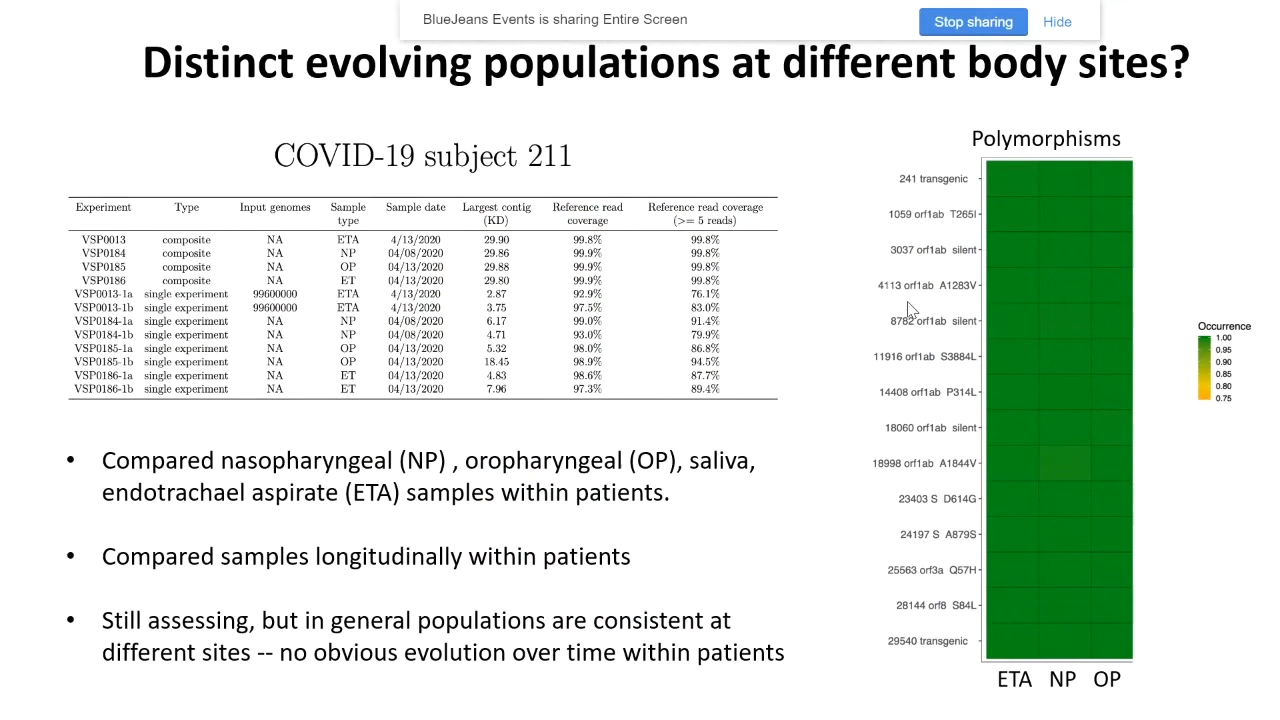 BlueJeans Events is sharing Entire Screen
Stop sharing
Hide
Distinct evolving populations at different body sites?
COVID-19 subject 211
Experiment Type Input genomes Sample type Sample date Largest contig (KD) Reference read coverage Reference read coverage (>= 5 reads)
VSP0013 composite NA ETA 4/13/2020 29.90 99.8% 99.8%
VSP0184 composite NA NP 04/08/2020 29.86 99.9% 99.8%
VSP0185 composite NA OP 04/13/2020 29.88 99.9% 99.8%
VSP0186 composite NA ET 04/13/2020 29.80 99.9% 99.8%
VSP0013-1a single experiment 99600000 ETA 4/13/2020 2.87 92.9% 76.1%
VSP0013-1b single experiment 99600000 ETA 4/13/2020 3.75 97.5% 83.0%
VSP0184-1a single experiment NA NP 04/08/2020 6.17 99.0% 91.4%
VSP0184-1b single experiment NA NP 04/08/2020 4.71 93.0% 79.9%
VSP0185-1a single experiment NA OP 04/13/2020 5.32 98.0% 86.8%
VSP0185-1b single experiment NA OP 04/13/2020 18.45 98.9% 94.5%
VSP0186-1a single experiment NA ET 04/13/2020 4.83 98.6% 87.7%
VSP0186-1b single experiment NA ET 04/13/2020 7.96 97.3% 89.4%
• Compared nasopharyngeal (NP) , oropharyngeal (OP), saliva,
endotrachael aspirate (ETA) samples within patients.
• Compared samples longitudinally within patients
• Still assessing, but in general populations are consistent at
different sites -- no obvious evolution over time within patients
Polymorphisms
241 transgenic
1059 orf1ab T265I
3037 orf1ab silent
4113 orf1ab A1283V
8782 orf1ab silent
11916 orf1ab S3884L
14408 orf1ab P314L
18060 orf1ab silent
18998 orf1ab A1844V
23403 S D614G
24197 S A879S
25563 orf3a Q57H
28144 orf8 S84L
29540 transgenic
ETA NP OP
Occurrence
1.00
0.95
0.90
0.85
0.80
0.75